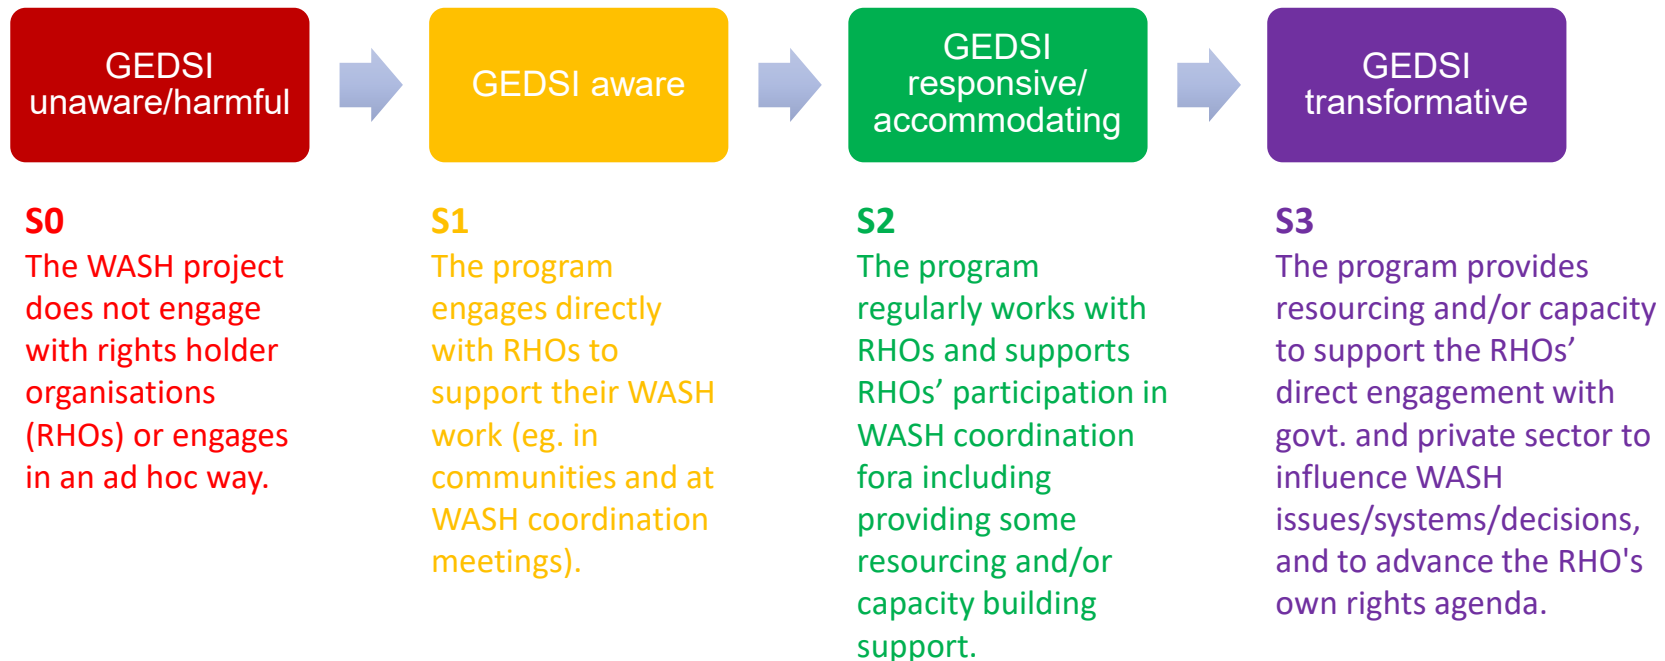 GEDSI
unaware/harmful
GEDSI aware
GEDSI
responsive/
accommodating
GEDSI
transformative
S0
The WASH project
does not engage
with rights holder
organisations
(RHOs) or engages
in an ad hoc way.
S1
The program
engages directly
with RHOs to
support their WASH
work (eg. in
communities and at
WASH coordination
meetings).
S2
The program
regularly works with
RHOs and supports
RHOs’ participation in
WASH coordination
fora including
providing some
resourcing and/or
capacity building
support.
S3
The program provides
resourcing and/or capacity
to support the RHOs’
direct engagement with
govt. and private sector to
influence WASH
issues/systems/decisions,
and to advance the RHO's
own rights agenda.